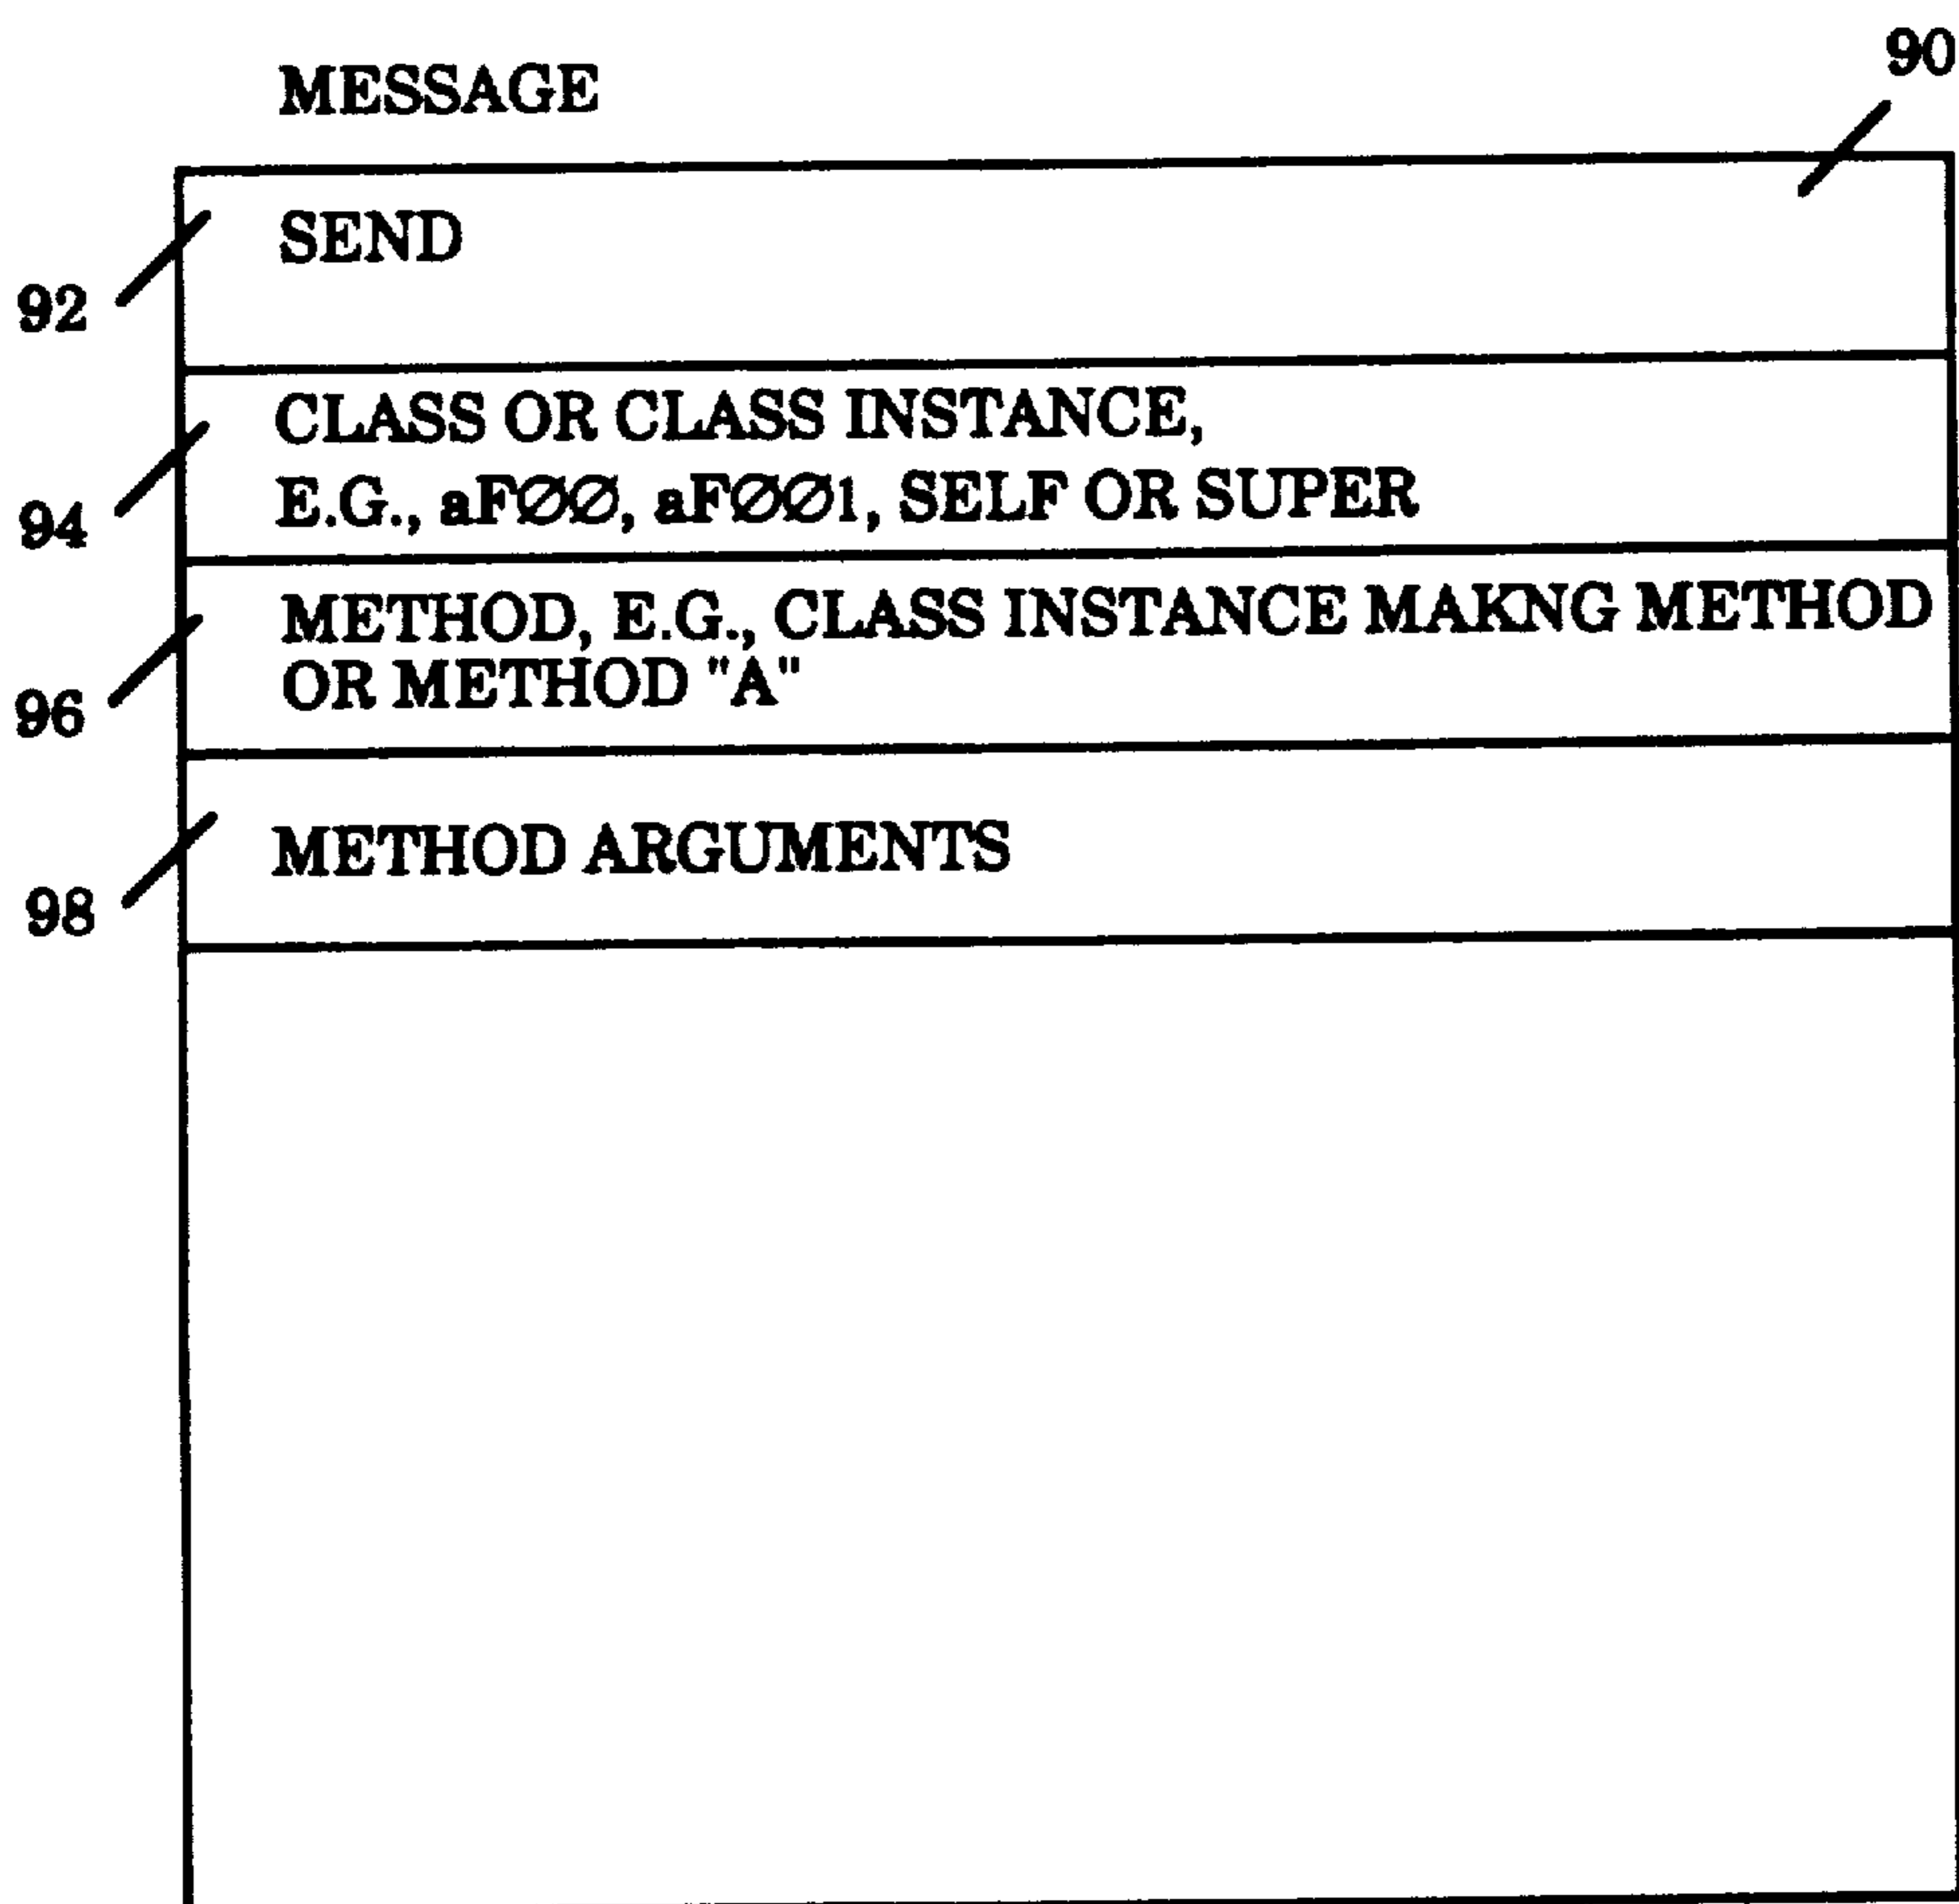 90
MESSAGE
SEND
92
CLASS OR CLASS INSTANCE,
E.G., aFØØ, aFØØ1, SELF OR SUPER
94
METHOD, E.G., CLASS INSTANCE MAKNG METHOD
OR METHOD "A"
96
METHOD ARGUMENTS
98